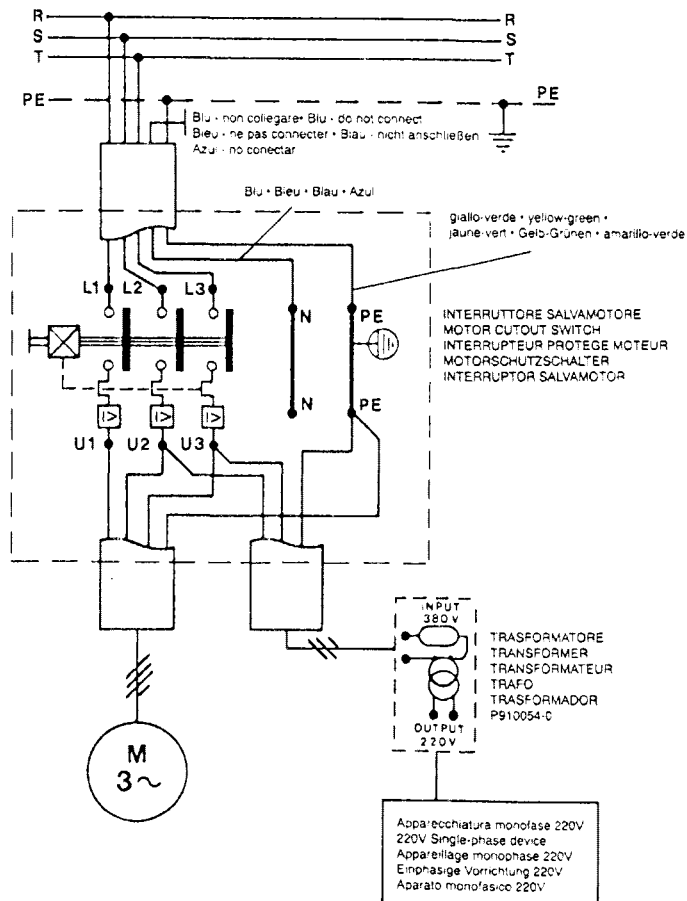 R R
S S
T T
PE PE
Blu - non collegare • Blu - do not connect
Bleu - ne pas connecter • Blau - nicht anschließen
Azul - no conectar
Blu • Bleu • Blau • Azul
giallo-verde • yellow-green •
jaune-vert • Gelb-Grünen • amarillo-verde
L1 L2 L3
N PE
INTERRUTTORE SALVAMOTORE
MOTOR CUTOUT SWITCH
INTERRUPTEUR PROTEGE MOTEUR
MOTORSCHUTZSCHALTER
INTERRUPTOR SALVAMOTOR
N PE
U1 U2 U3
INPUT
380V
TRASFORMATORE
TRANSFORMER
TRANSFORMATEUR
TRAFO
TRASFORMADOR
P910054-0
OUTPUT
220V
M
3~
Apparecchiatura monofase 220V
220V Single-phase device
Appareillage monophase 220V
Einphasige Vorrichtung 220V
Aparato monofasico 220V